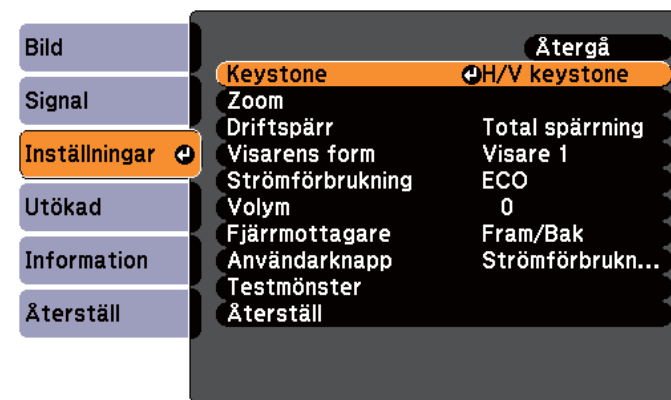 Bild
Signal
Inställningar
Utökad
Information
Återställ
Återgå
Keystone H/V keystone
Zoom
Driftspärr Total spärrning
Visarens form Visare 1
Strömförbrukning ECO
Volym 0
Fjärrmottagare Fram/Bak
Användarknapp Strömförbrukn...
Testmönster
Återställ